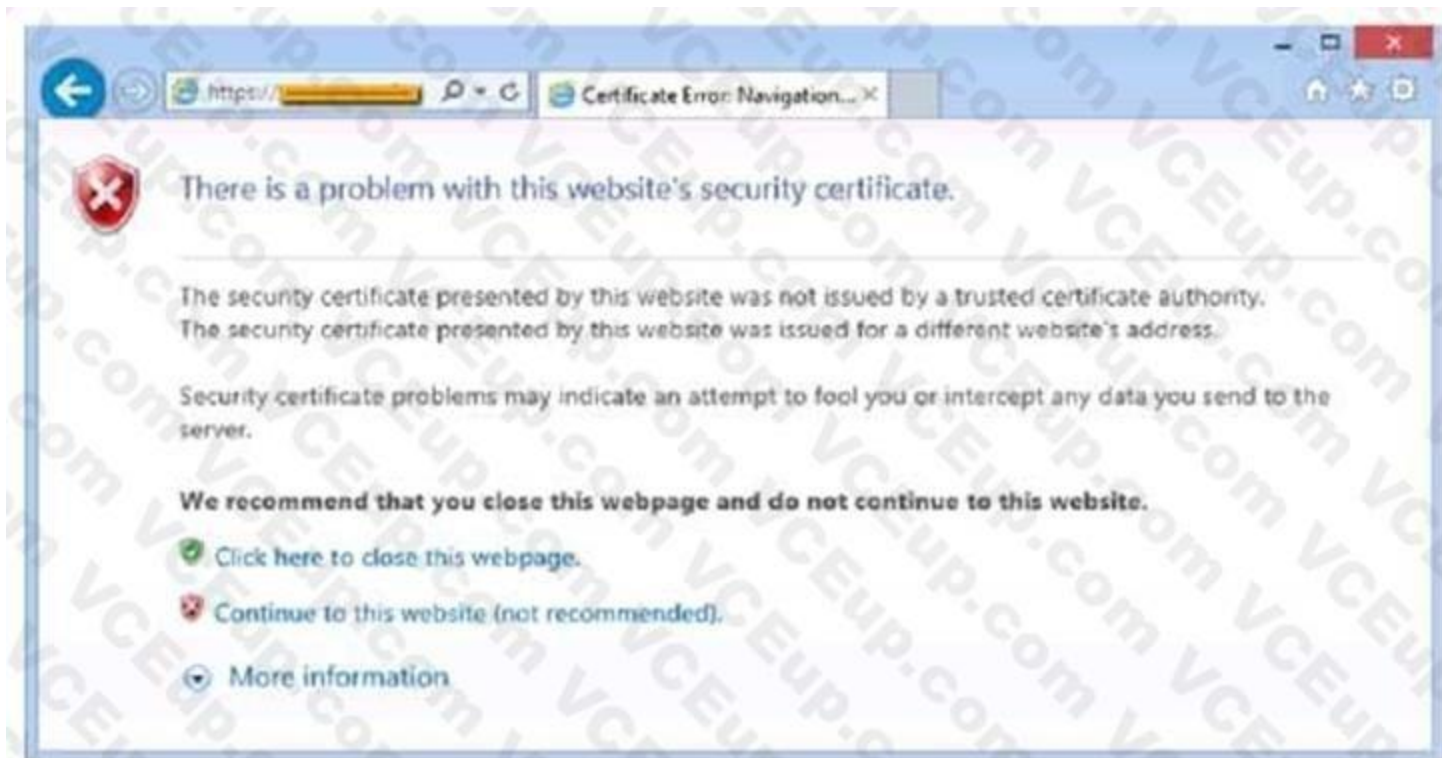 https://
Certificate Error: Navigation...
There is a problem with this website's security certificate.
The security certificate presented by this website was not issued by a trusted certificate authority.
The security certificate presented by this website was issued for a different website's address.
Security certificate problems may indicate an attempt to fool you or intercept any data you send to the
server.
We recommend that you close this webpage and do not continue to this website.
Click here to close this webpage.
Continue to this website (not recommended).
More information
VCEup.com